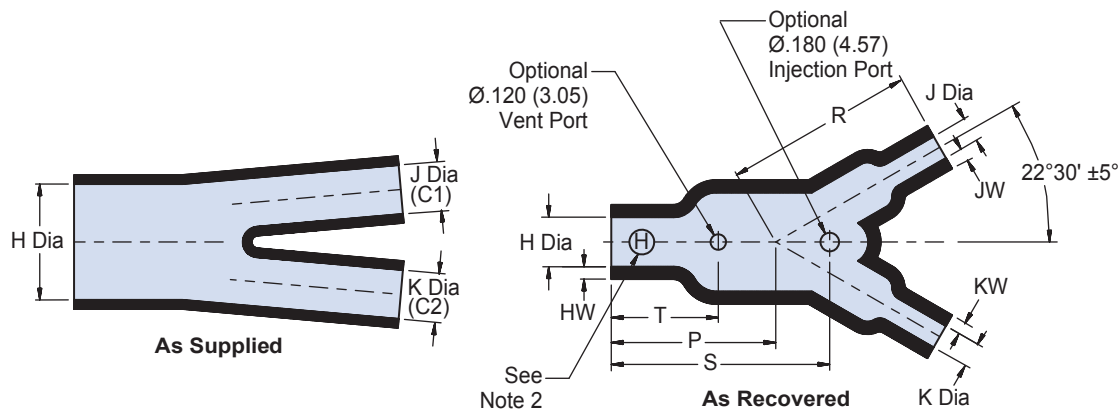 H Dia
J Dia
(C1)
K Dia
(C2)
As Supplied
Optional
Ø.120 (3.05)
Vent Port
Optional
Ø.180 (4.57)
Injection Port
R
J Dia
JW
22°30' ±5°
H Dia
H
HW
T
P
S
KW
K Dia
See
Note 2
As Recovered